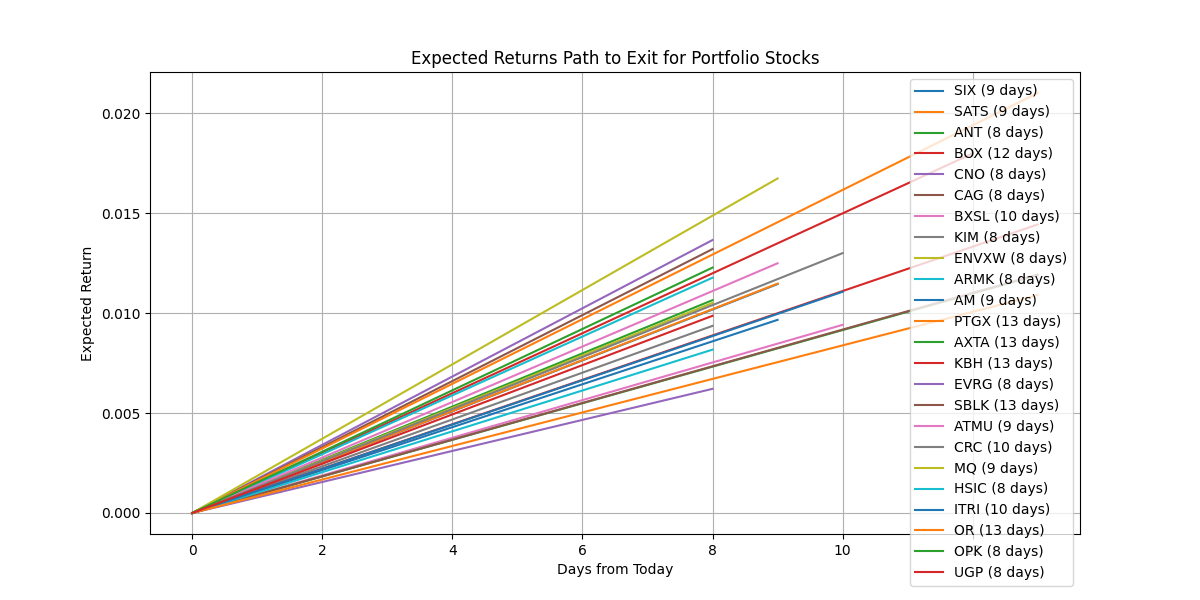 Expected Returns Path to Exit for Portfolio Stocks
Expected Return
0.020
0.015
0.010
0.005
0.000
0 2 4 6 8 10
Days from Today
SIX (9 days)
SATS (9 days)
ANT (8 days)
BOX (12 days)
CNO (8 days)
CAG (8 days)
BXSL (10 days)
KIM (8 days)
ENVXW (8 days)
ARMK (8 days)
AM (9 days)
PTGX (13 days)
AXTA (13 days)
KBH (13 days)
EVRG (8 days)
SBLK (13 days)
ATMU (9 days)
CRC (10 days)
MQ (9 days)
HSIC (8 days)
ITRI (10 days)
OR (13 days)
OPK (8 days)
UGP (8 days)